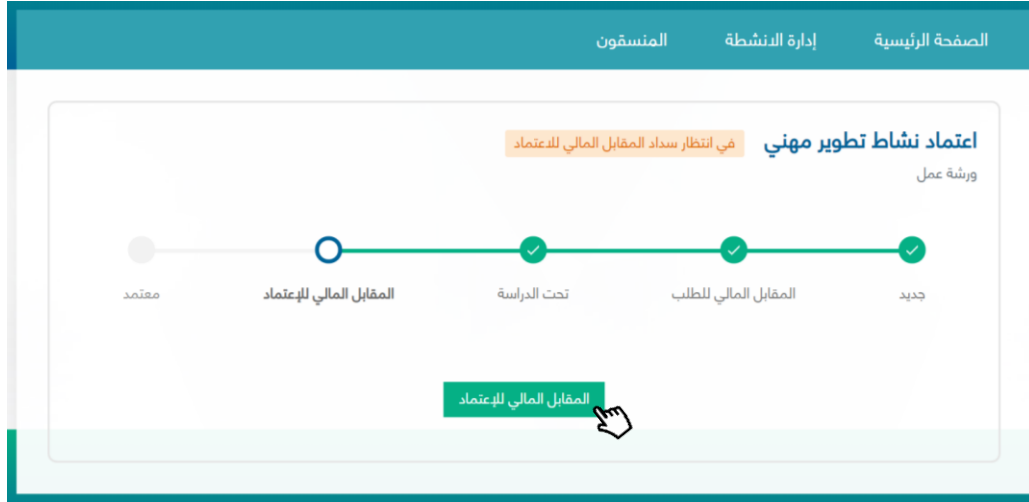 الصفحة الرئيسية إدارة الانشطة المنسقون
اعتماد نشاط تطوير مهني في انتظار سداد المقابل المالي للاعتماد
ورشة عمل
جديد المقابل المالي للطلب تحت الدراسة المقابل المالي للإعتماد معتمد
المقابل المالي للإعتماد